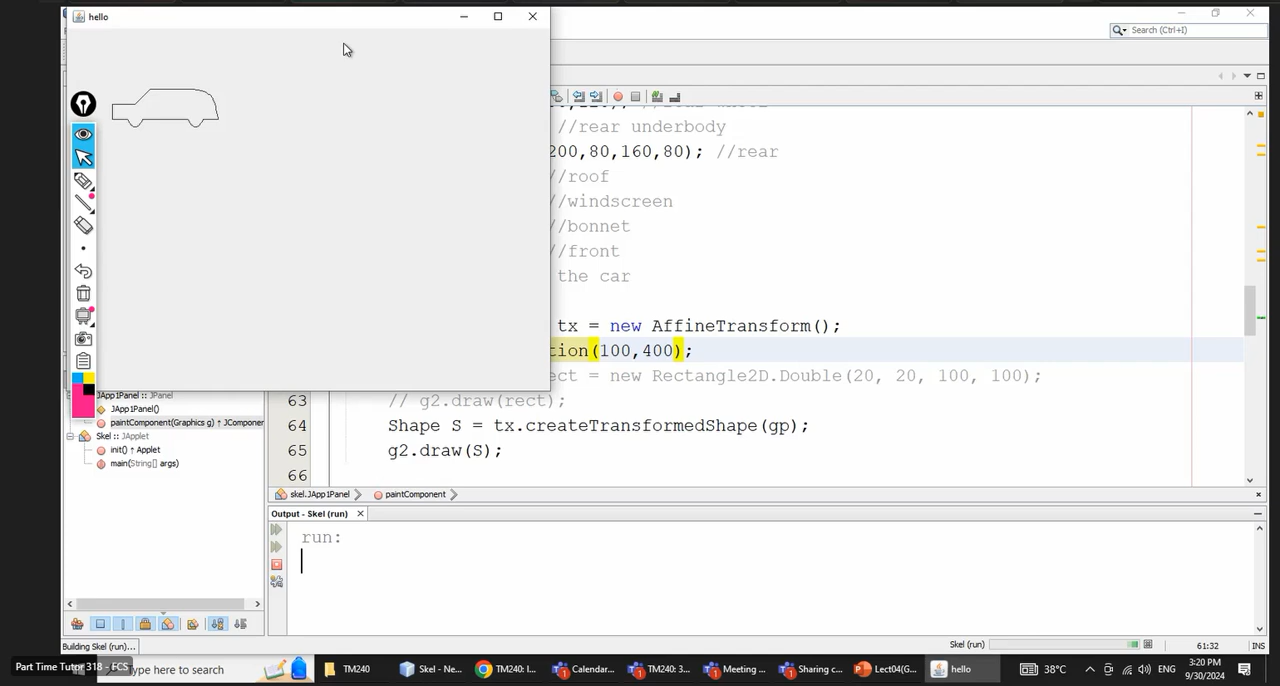 hello
Search (Ctrl+I)
//rear underbody
200,80,160,80); //rear
//roof
//windscreen
//bonnet
//front
the car
tx = new AffineTransform();
tion(100,400);
ect = new Rectangle2D.Double(20, 20, 100, 100);
63 // g2.draw(rect);
64 Shape S = tx.createTransformedShape(gp);
65 g2.draw(S);
66
JApp1Panel :: JPanel
JApp1Panel()
paintComponent(Graphics g) ↑ JComponer
Skel :: JApplet
init() ↑ Applet
main(String[] args)
skel.JApp1Panel paintComponent
Output - Skel (run)
run:
Building Skel (run)...
Skel (run)
61:32 INS
Part Time Tutor 318 - FCS
ype here to search
TM240
Skel - Ne...
TM240: I...
Calendar...
TM240: 3...
Meeting ...
Sharing c...
Lect04(G...
hello
38°C
ENG
3:20 PM
9/30/2024